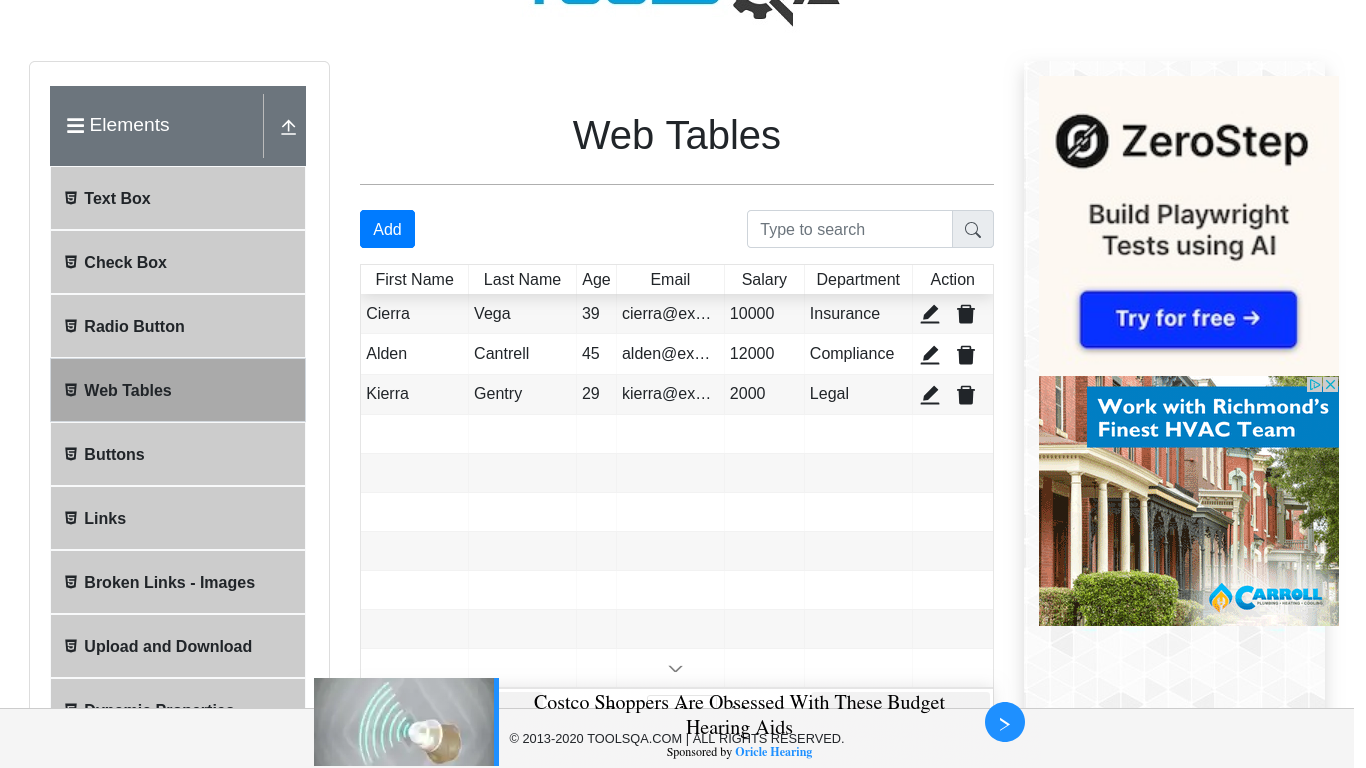 Elements
Text Box
Check Box
Radio Button
Web Tables
Buttons
Links
Broken Links - Images
Upload and Download
Web Tables
Add
Type to search
First Name Last Name Age Email Salary Department Action
Cierra Vega 39 cierra@ex… 10000 Insurance
Alden Cantrell 45 alden@ex… 12000 Compliance
Kierra Gentry 29 kierra@ex… 2000 Legal
ZeroStep
Build Playwright
Tests using AI
Try for free →
Work with Richmond's
Finest HVAC Team
CARROLL
PLUMBING • HEATING • COOLING
Costco Shoppers Are Obsessed With These Budget
Hearing Aids
© 2013-2020 TOOLSQA.COM | ALL RIGHTS RESERVED.
Sponsored by Oricle Hearing